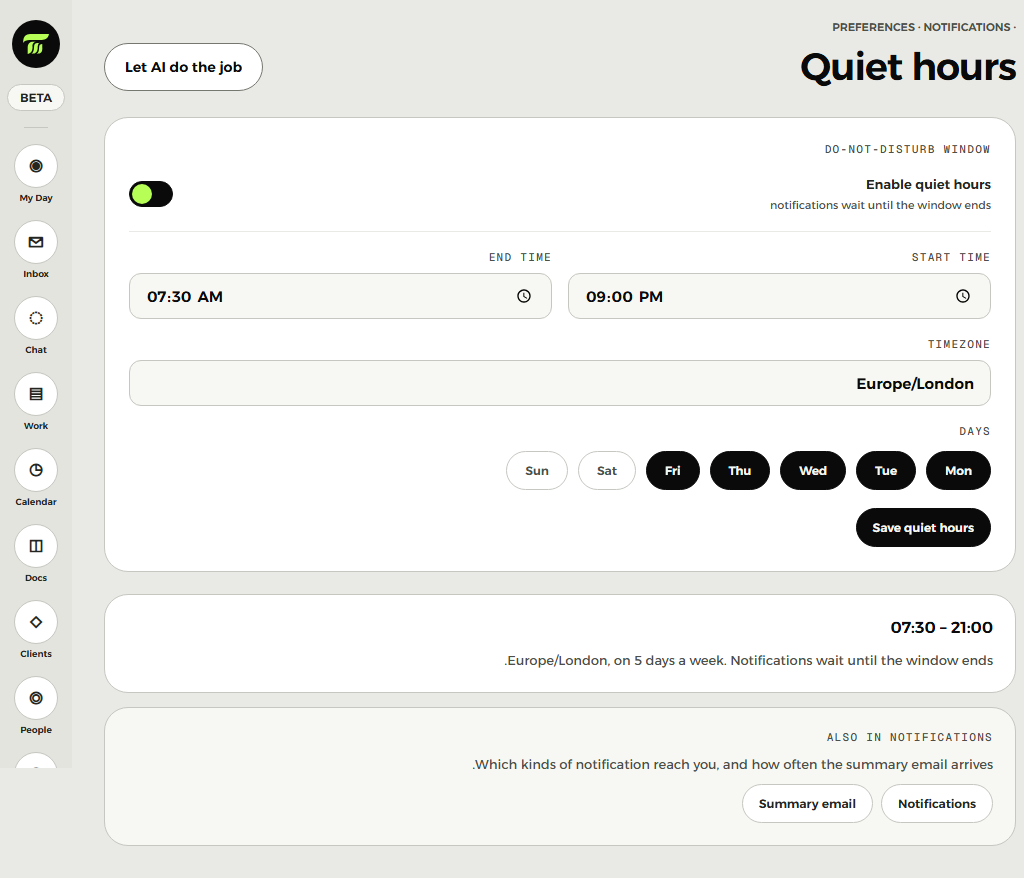 BETA
My Day
Inbox
Chat
Work
Calendar
Docs
Clients
People
PREFERENCES · NOTIFICATIONS ·
Quiet hours
Let AI do the job
DO-NOT-DISTURB WINDOW
Enable quiet hours
notifications wait until the window ends
START TIME
09:00 PM
END TIME
07:30 AM
TIMEZONE
Europe/London
DAYS
Mon
Tue
Wed
Thu
Fri
Sat
Sun
Save quiet hours
07:30 – 21:00
.Europe/London, on 5 days a week. Notifications wait until the window ends
ALSO IN NOTIFICATIONS
.Which kinds of notification reach you, and how often the summary email arrives
Notifications
Summary email